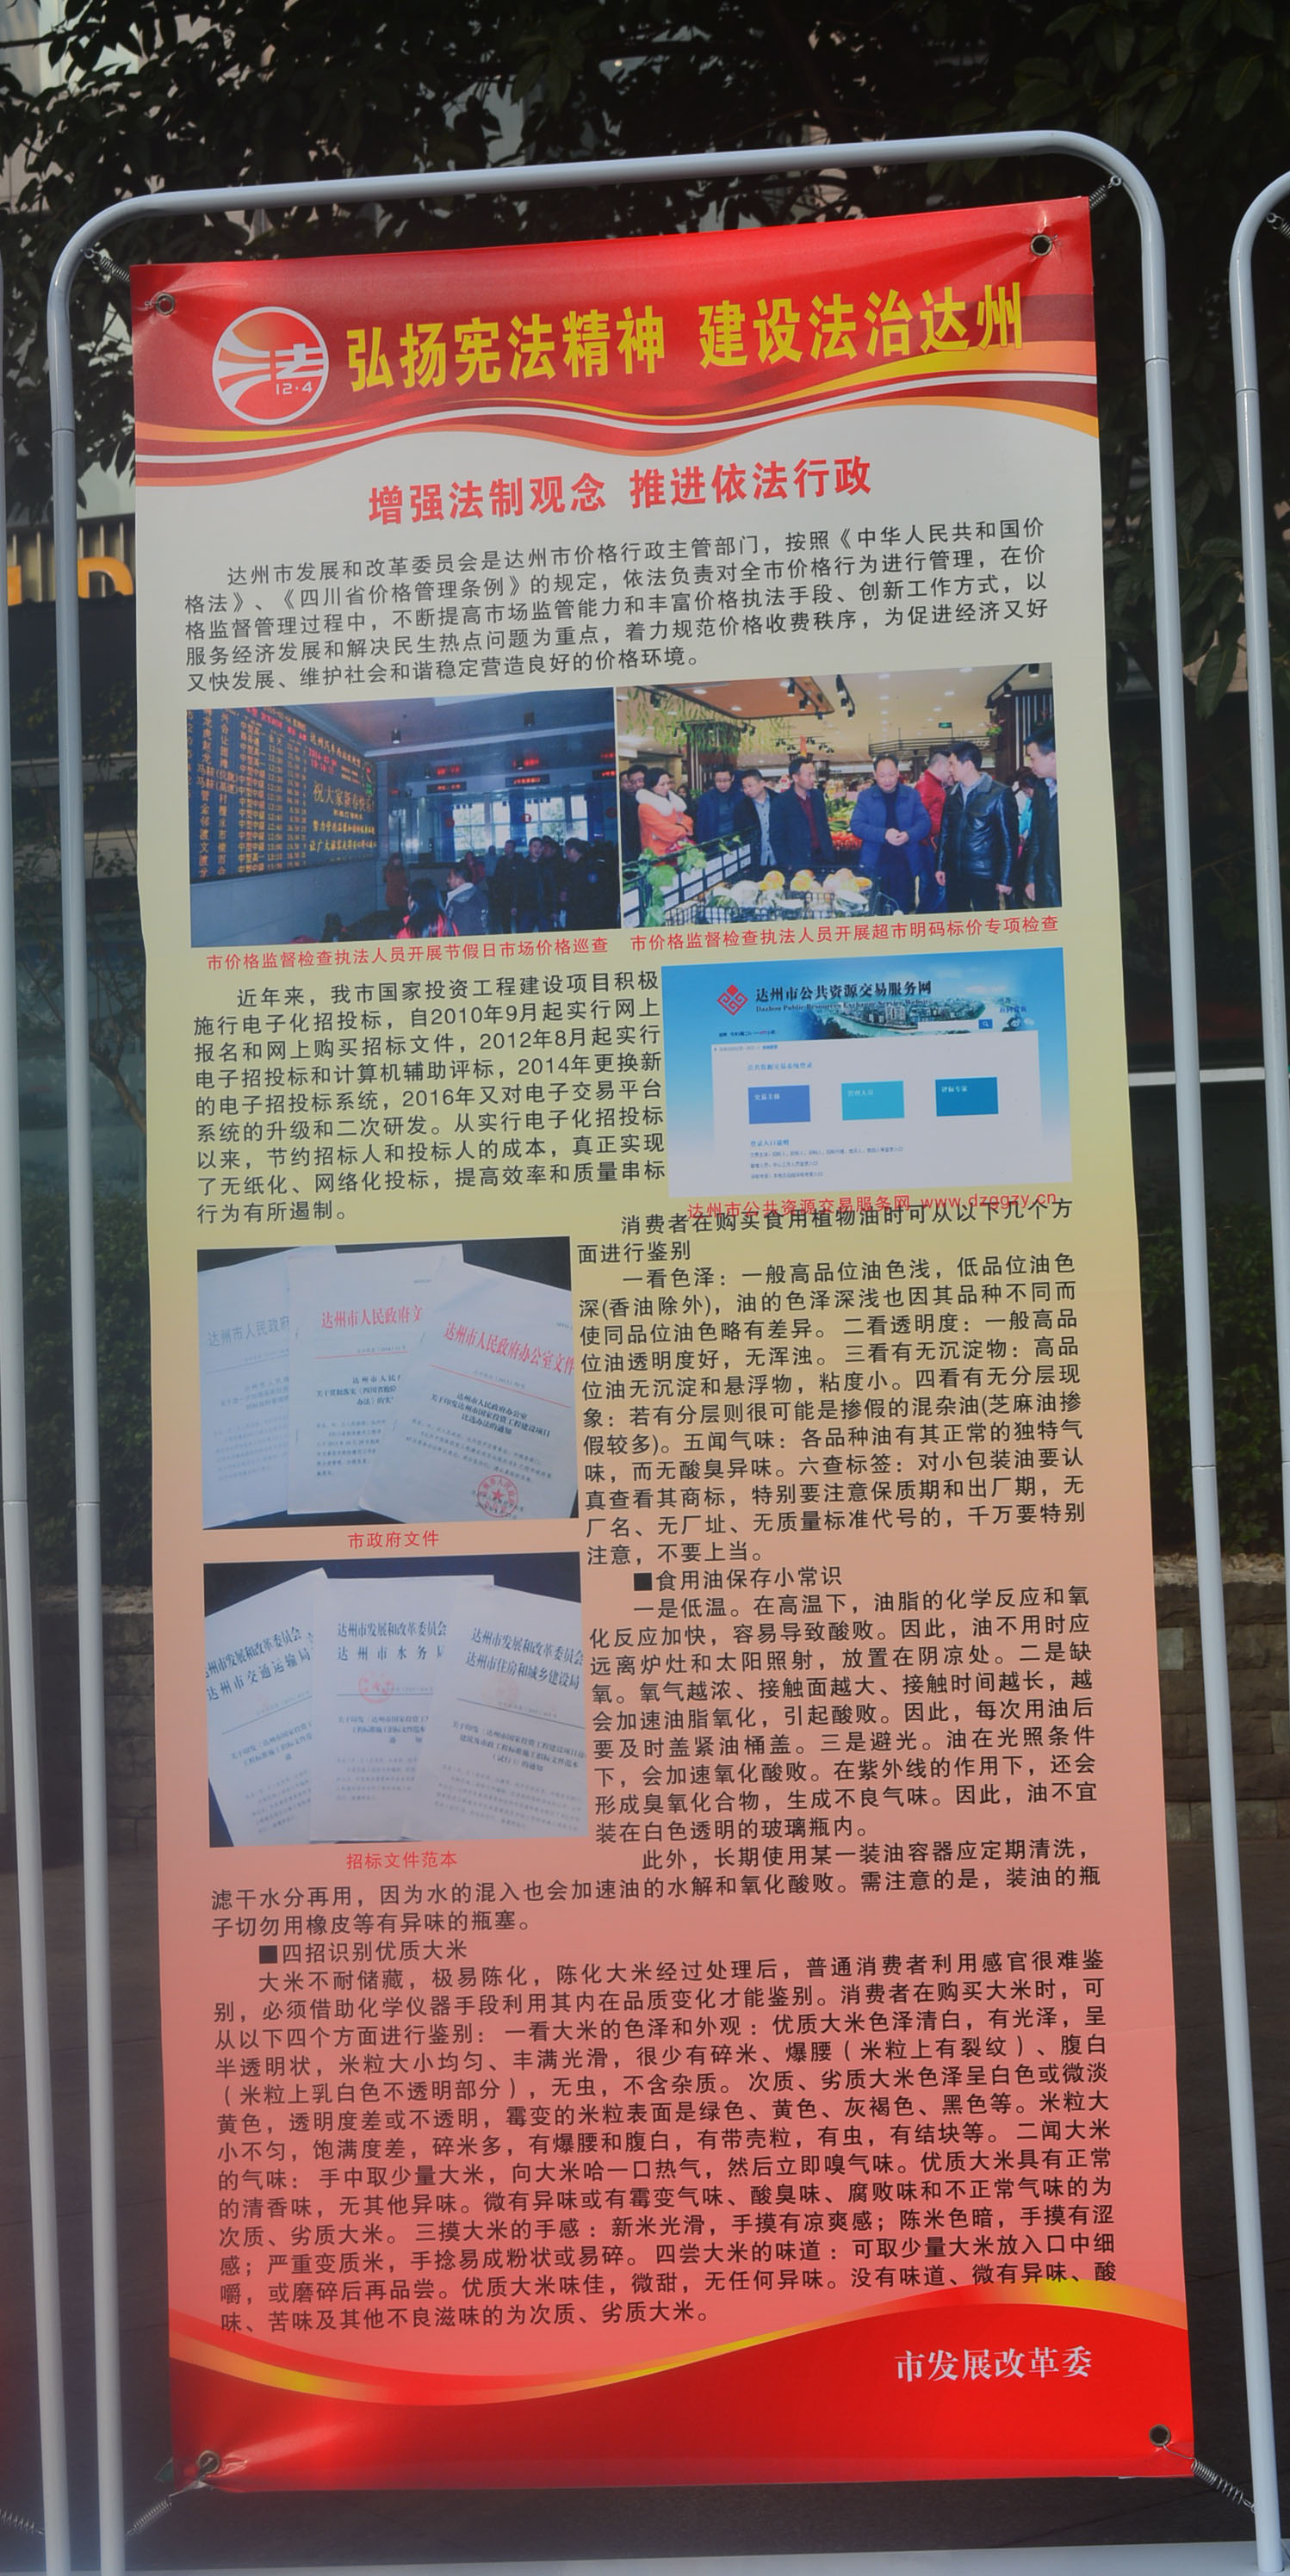 法
12·4
弘扬宪法精神 建设法治达州
增强法制观念 推进依法行政
达州市发展和改革委员会是达州市价格行政主管部门，按照《中华人民共和国价
格法》、《四川省价格管理条例》的规定，依法负责对全市价格行为进行管理，在价
格监督管理过程中，不断提高市场监管能力和丰富价格执法手段、创新工作方式，以
服务经济发展和解决民生热点问题为重点，着力规范价格收费秩序，为促进经济又好
又快发展、维护社会和谐稳定营造良好的价格环境。
祝大家新春快乐
市价格监督检查执法人员开展节假日市场价格巡查
市价格监督检查执法人员开展超市明码标价专项检查
近年来，我市国家投资工程建设项目积极
施行电子化招投标，自2010年9月起实行网上
报名和网上购买招标文件，2012年8月起实行
电子招投标和计算机辅助评标，2014年更换新
的电子招投标系统，2016年又对电子交易平台
系统的升级和二次研发。从实行电子化招投标
以来，节约招标人和投标人的成本，真正实现
了无纸化、网络化投标，提高效率和质量串标
行为有所遏制。
达州市公共资源交易服务网
达州市公共资源交易服务网 www.dzggzy.cn
达州市人民政府
达州市人民政府文
达州市人民政府办公室文件
达州市人民政府办公室
关于印发达州市国家投资工程建设项目
比选办法的通知
市政府文件
达州市发展和改革委员会
达州市交通运输局
达州市发展和改革委员会
达州市水务局
达州市发展和改革委员会
达州市住房和城乡建设局
招标文件范本
消费者在购买食用植物油时可从以下几个方
面进行鉴别
一看色泽：一般高品位油色浅，低品位油色
深(香油除外)，油的色泽深浅也因其品种不同而
使同品位油色略有差异。二看透明度：一般高品
位油透明度好，无浑浊。三看有无沉淀物：高品
位油无沉淀和悬浮物，粘度小。四看有无分层现
象：若有分层则很可能是掺假的混杂油(芝麻油掺
假较多)。五闻气味：各品种油有其正常的独特气
味，而无酸臭异味。六查标签：对小包装油要认
真查看其商标，特别要注意保质期和出厂期，无
厂名、无厂址、无质量标准代号的，千万要特别
注意，不要上当。
■食用油保存小常识
一是低温。在高温下，油脂的化学反应和氧
化反应加快，容易导致酸败。因此，油不用时应
远离炉灶和太阳照射，放置在阴凉处。二是缺
氧。氧气越浓、接触面越大、接触时间越长，越
会加速油脂氧化，引起酸败。因此，每次用油后
要及时盖紧油桶盖。三是避光。油在光照条件
下，会加速氧化酸败。在紫外线的作用下，还会
形成臭氧化合物，生成不良气味。因此，油不宜
装在白色透明的玻璃瓶内。
此外，长期使用某一装油容器应定期清洗，
滤干水分再用，因为水的混入也会加速油的水解和氧化酸败。需注意的是，装油的瓶
子切勿用橡皮等有异味的瓶塞。
■四招识别优质大米
大米不耐储藏，极易陈化，陈化大米经过处理后，普通消费者利用感官很难鉴
别，必须借助化学仪器手段利用其内在品质变化才能鉴别。消费者在购买大米时，可
从以下四个方面进行鉴别：一看大米的色泽和外观：优质大米色泽清白，有光泽，呈
半透明状，米粒大小均匀、丰满光滑，很少有碎米、爆腰（米粒上有裂纹）、腹白
（米粒上乳白色不透明部分），无虫，不含杂质。次质、劣质大米色泽呈白色或微淡
黄色，透明度差或不透明，霉变的米粒表面是绿色、黄色、灰褐色、黑色等。米粒大
小不匀，饱满度差，碎米多，有爆腰和腹白，有带壳粒，有虫，有结块等。二闻大米
的气味：手中取少量大米，向大米哈一口热气，然后立即嗅气味。优质大米具有正常
的清香味，无其他异味。微有异味或有霉变气味、酸臭味、腐败味和不正常气味的为
次质、劣质大米。三摸大米的手感：新米光滑，手摸有凉爽感；陈米色暗，手摸有涩
感；严重变质米，手捻易成粉状或易碎。四尝大米的味道：可取少量大米放入口中细
嚼，或磨碎后再品尝。优质大米味佳，微甜，无任何异味。没有味道、微有异味、酸
味、苦味及其他不良滋味的为次质、劣质大米。
市发展改革委